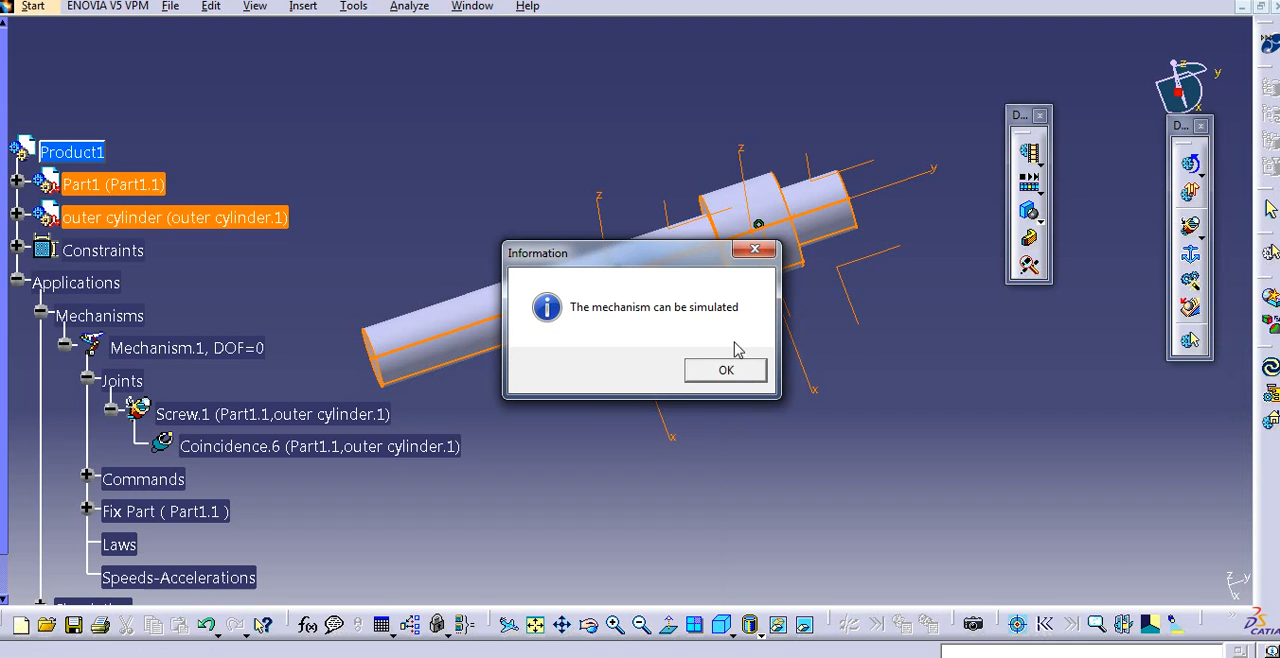 Start ENOVIA V5 VPM File Edit View Insert Tools Analyze Window Help
z
y
x
D...
D...
z
y
z
Product1
Part1 (Part1.1)
outer cylinder (outer cylinder.1)
Constraints
Applications
Mechanisms
Mechanism.1, DOF=0
Joints
Screw.1 (Part1.1,outer cylinder.1)
Coincidence.6 (Part1.1,outer cylinder.1)
Commands
Fix Part ( Part1.1 )
Laws
Speeds-Accelerations
Information
The mechanism can be simulated
OK
x
x
z
y
x
f(x)
CATIA